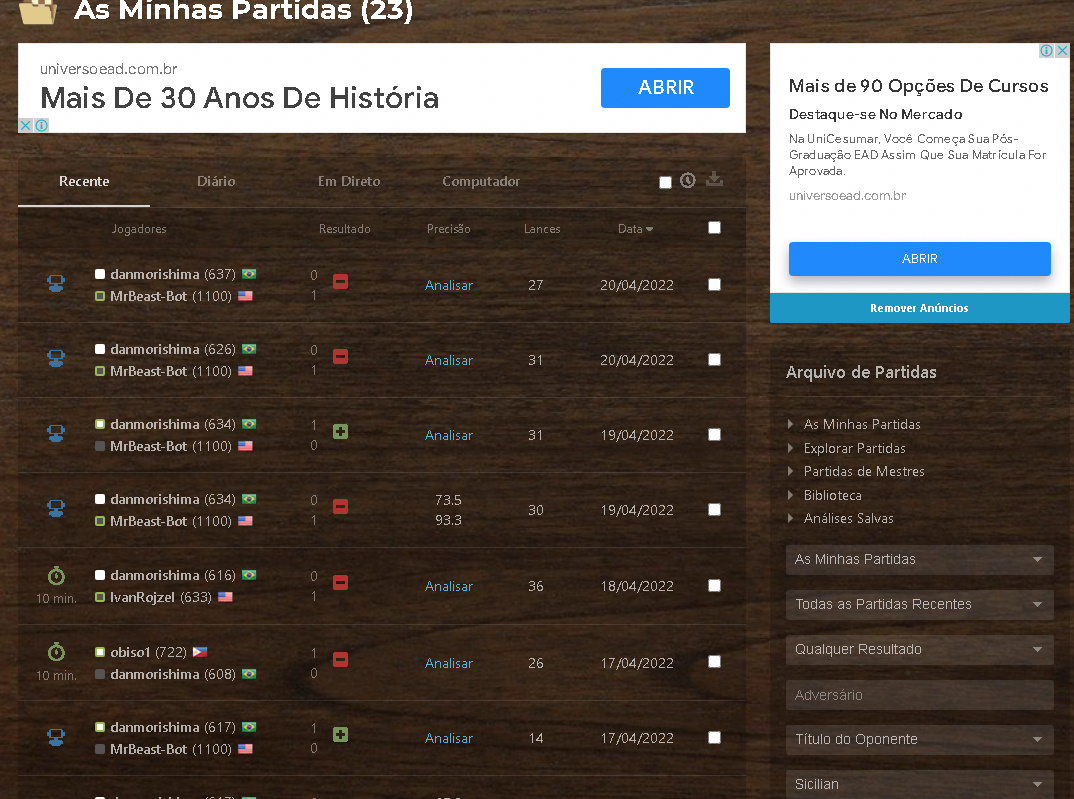 As Minhas Partidas (23)
universoead.com.br
Mais De 30 Anos De História
ABRIR
Recente Diário Em Direto Computador
Jogadores Resultado Precisão Lances Data
danmorishima (637) 0
MrBeast-Bot (1100) 1
Analisar 27 20/04/2022
danmorishima (626) 0
MrBeast-Bot (1100) 1
Analisar 31 20/04/2022
danmorishima (634) 1
MrBeast-Bot (1100) 0
Analisar 31 19/04/2022
danmorishima (634) 0 73.5
MrBeast-Bot (1100) 1 93.3
30 19/04/2022
danmorishima (616) 0
10 min. IvanRojzel (633) 1
Analisar 36 18/04/2022
obiso1 (722) 1
10 min. danmorishima (608) 0
Analisar 26 17/04/2022
danmorishima (617) 1
MrBeast-Bot (1100) 0
Analisar 14 17/04/2022
Mais de 90 Opções De Cursos
Destaque-se No Mercado
Na UniCesumar, Você Começa Sua Pós-
Graduação EAD Assim Que Sua Matrícula For
Aprovada.
universoead.com.br
ABRIR
Remover Anúncios
Arquivo de Partidas
As Minhas Partidas
Explorar Partidas
Partidas de Mestres
Biblioteca
Análises Salvas
As Minhas Partidas
Todas as Partidas Recentes
Qualquer Resultado
Adversário
Título do Oponente
Sicilian